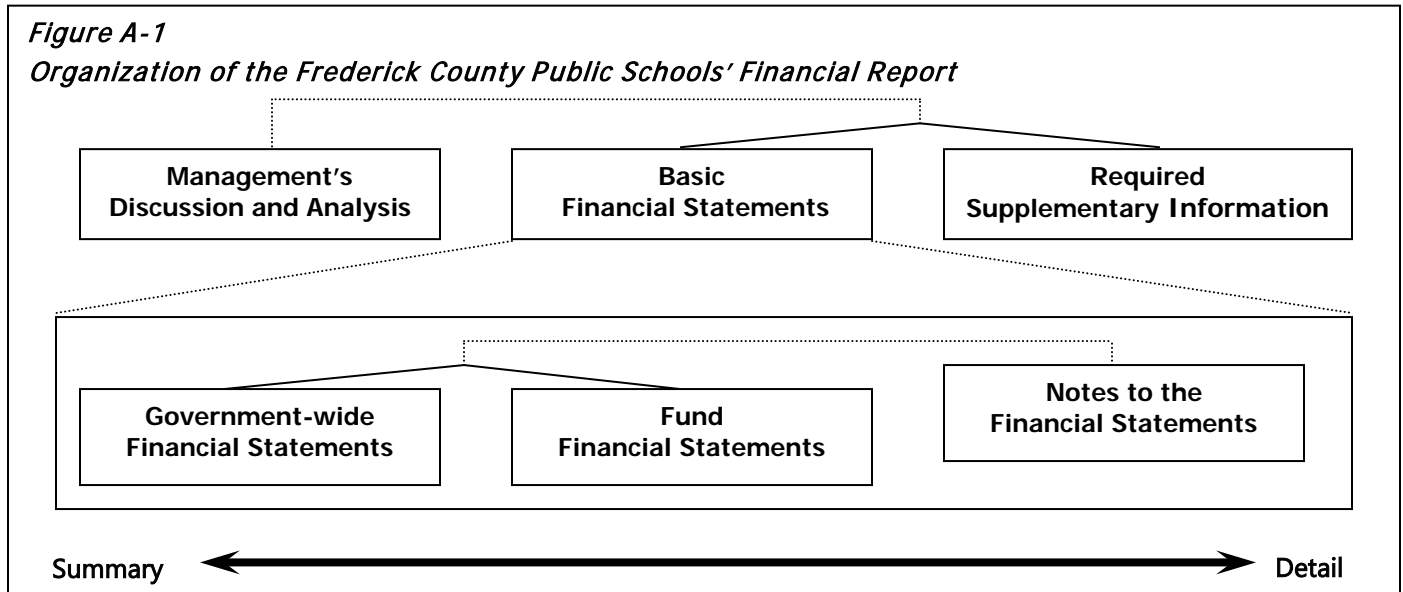 Figure A-1
Organization of the Frederick County Public Schools' Financial Report
Management's
Discussion and Analysis
Basic
Financial Statements
Required
Supplementary Information
Government-wide
Financial Statements
Fund
Financial Statements
Notes to the
Financial Statements
Summary
Detail